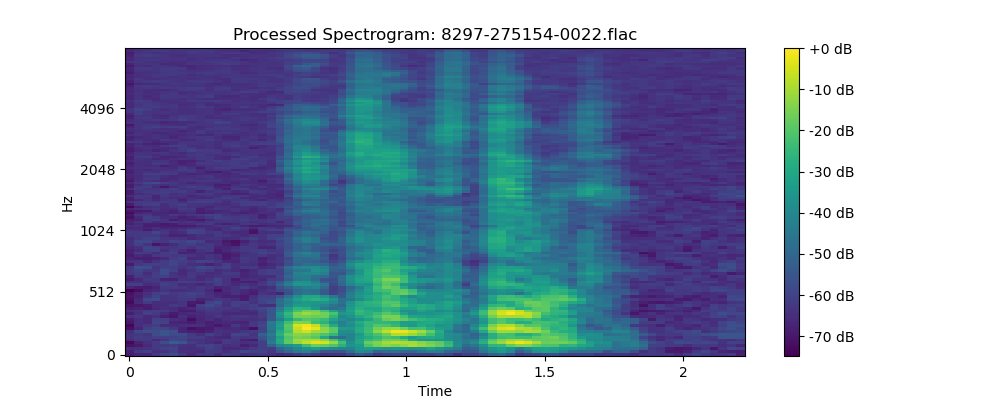 Processed Spectrogram: 8297-275154-0022.flac
Hz
4096
2048
1024
512
0
0
0.5
1
1.5
2
Time
+0 dB
-10 dB
-20 dB
-30 dB
-40 dB
-50 dB
-60 dB
-70 dB